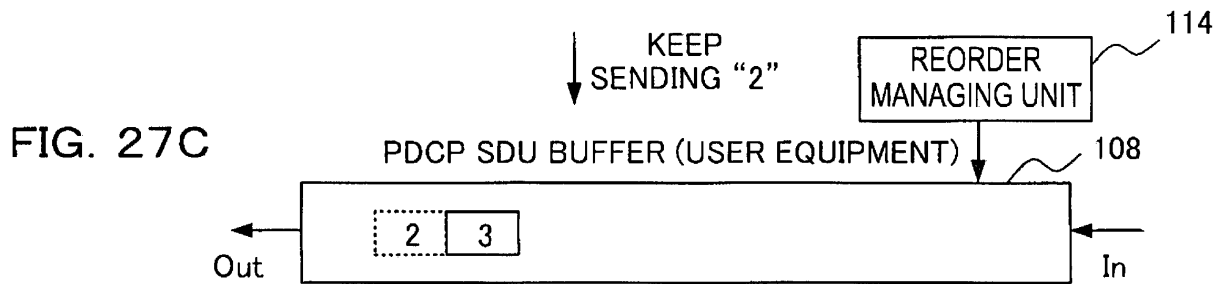 KEEP
SENDING “2”
REORDER
MANAGING UNIT
114
FIG. 27C
PDCP SDU BUFFER (USER EQUIPMENT)
108
2 3
Out
In